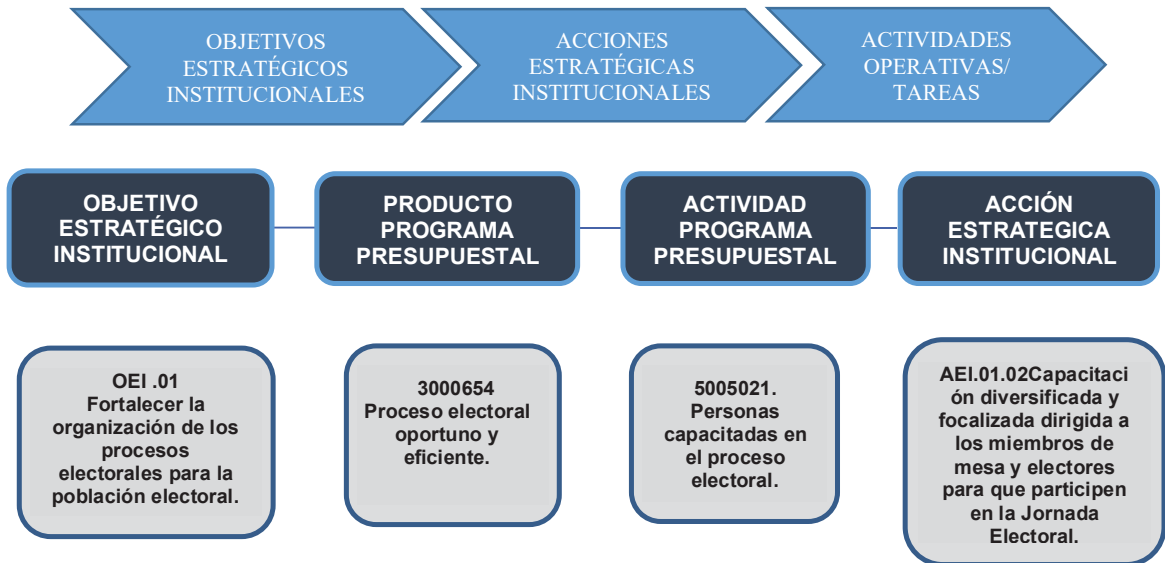 OBJETIVOS
ESTRATÉGICOS
INSTITUCIONALES
ACCIONES
ESTRATÉGICAS
INSTITUCIONALES
ACTIVIDADES
OPERATIVAS/
TAREAS
OBJETIVO
ESTRATÉGICO
INSTITUCIONAL
PRODUCTO
PROGRAMA
PRESUPUESTAL
ACTIVIDAD
PROGRAMA
PRESUPUESTAL
ACCIÓN
ESTRATEGICA
INSTITUCIONAL
OEI .01
Fortalecer la
organización de los
procesos
electorales para la
población electoral.
3000654
Proceso electoral
oportuno y
eficiente.
5005021.
Personas
capacitadas en
el proceso
electoral.
AEI.01.02Capacitaci
ón diversificada y
focalizada dirigida a
los miembros de
mesa y electores
para que participen
en la Jornada
Electoral.